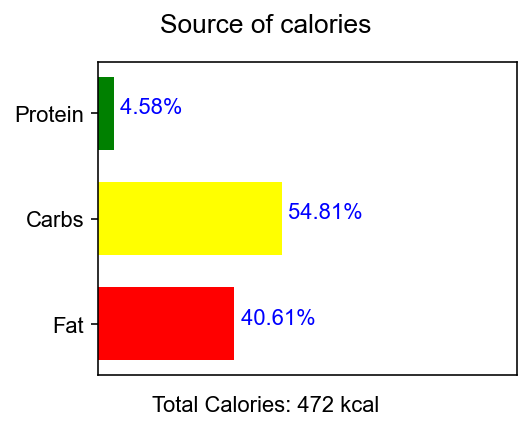 Source of calories
Protein 4.58%
Carbs 54.81%
Fat 40.61%
Total Calories: 472 kcal